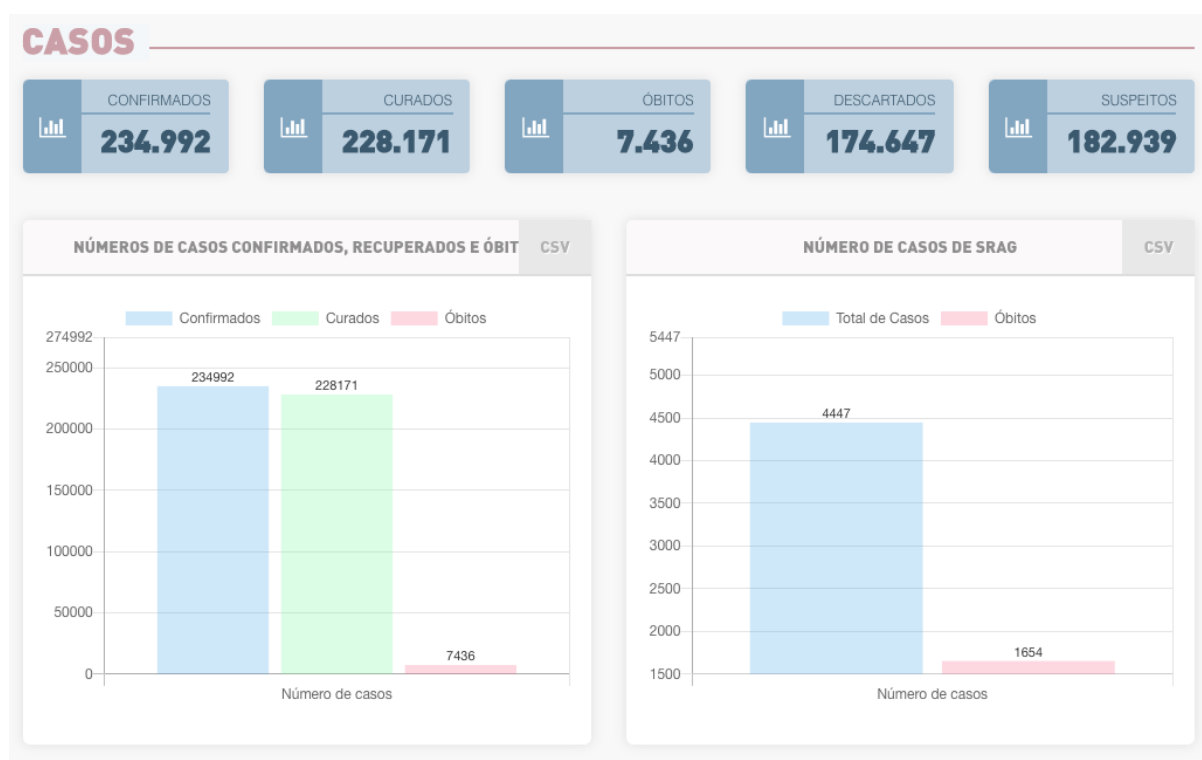 CASOS
CONFIRMADOS
234.992
CURADOS
228.171
ÓBITOS
7.436
DESCARTADOS
174.647
SUSPEITOS
182.939
NÚMEROS DE CASOS CONFIRMADOS, RECUPERADOS E ÓBIT
CSV
Confirmados Curados Óbitos
274992
250000
200000
150000
100000
50000
0
234992
228171
7436
Número de casos
NÚMERO DE CASOS DE SRAG
CSV
Total de Casos Óbitos
5447
5000
4500
4000
3500
3000
2500
2000
1500
4447
1654
Número de casos